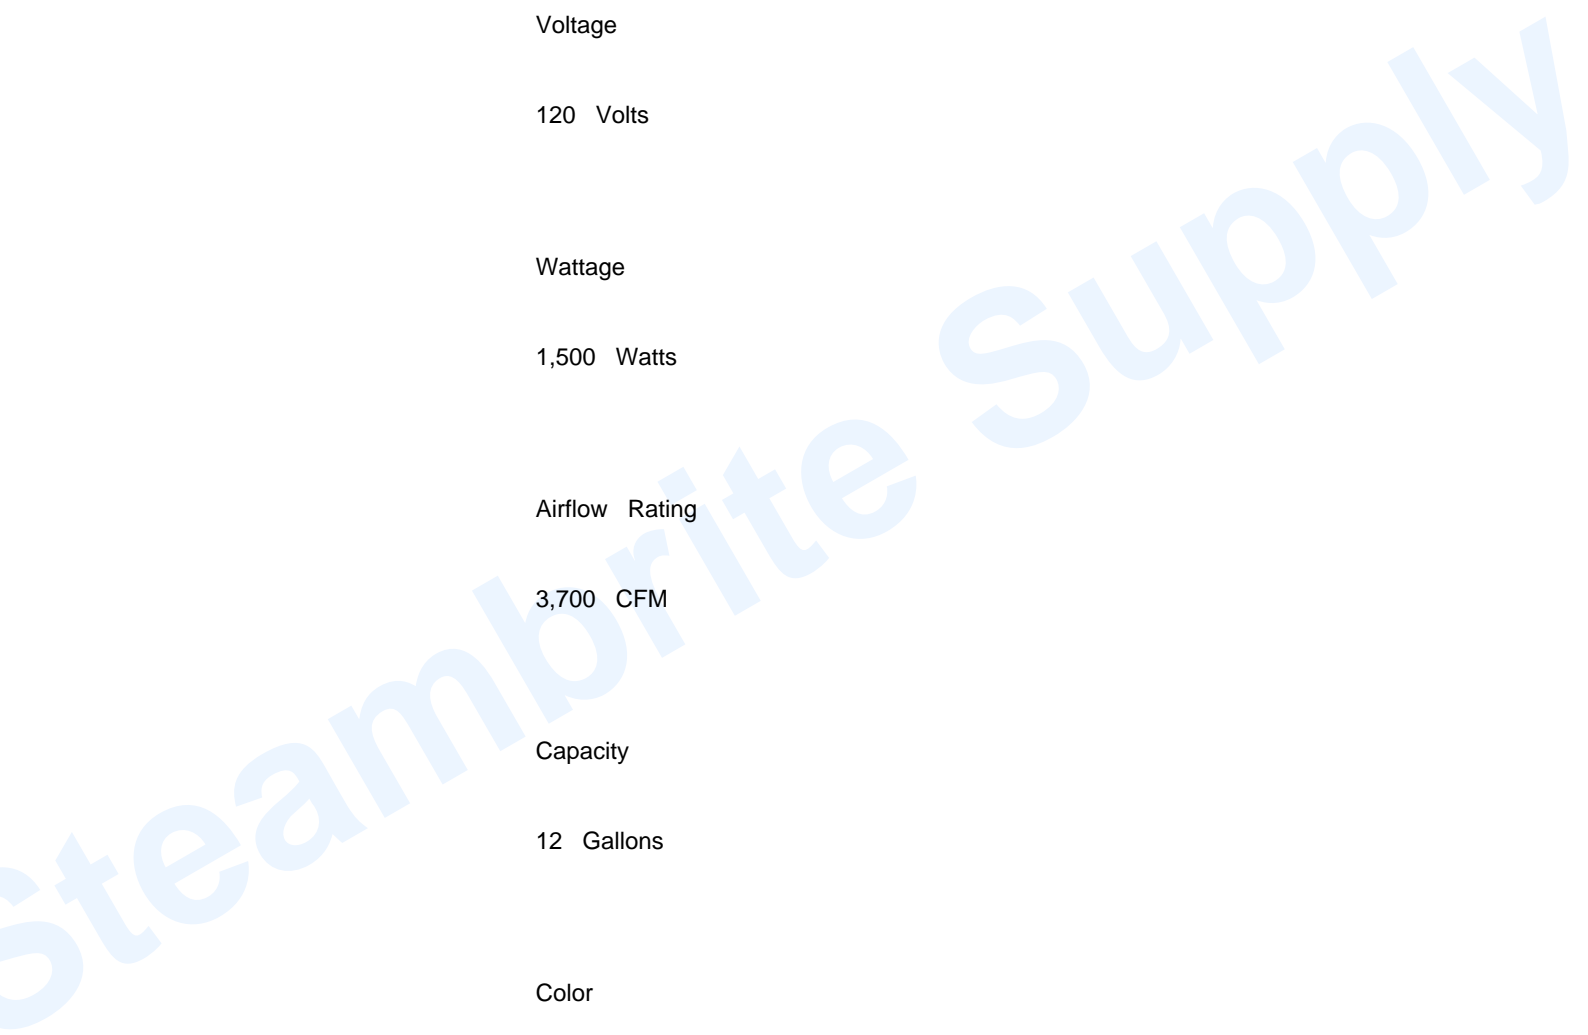 Voltage
120 Volts
Wattage
1,500 Watts
Airflow Rating
3,700 CFM
Capacity
12 Gallons
Color
Steambrite Supply